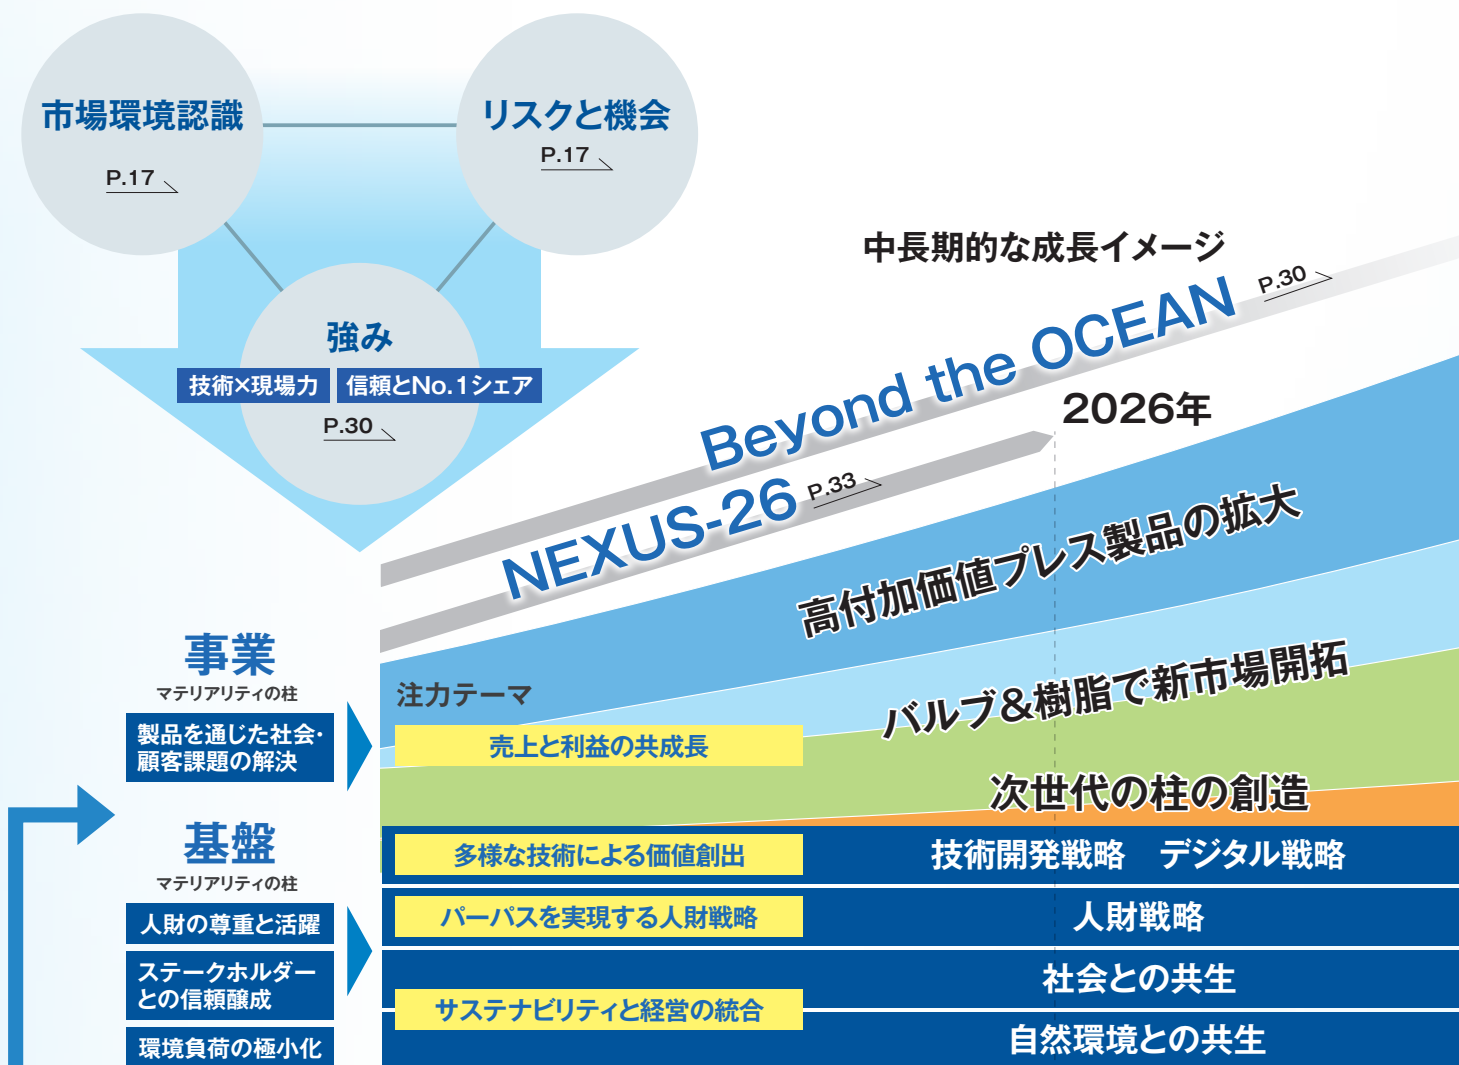 市場環境認識
P.17
リスクと機会
P.17
強み
技術×現場力
信頼とNo.1シェア
P.30
中長期的な成長イメージ
Beyond the OCEAN
P.30
2026年
NEXUS-26
P.33
高付加価値プレス製品の拡大
バルブ&樹脂で新市場開拓
次世代の柱の創造
事業
マテリアリティの柱
製品を通じた社会・
顧客課題の解決
注力テーマ
売上と利益の共成長
基盤
マテリアリティの柱
人財の尊重と活躍
ステークホルダー
との信頼醸成
環境負荷の極小化
多様な技術による価値創出
技術開発戦略 デジタル戦略
パーパスを実現する人財戦略
人財戦略
サステナビリティと経営の統合
社会との共生
自然環境との共生